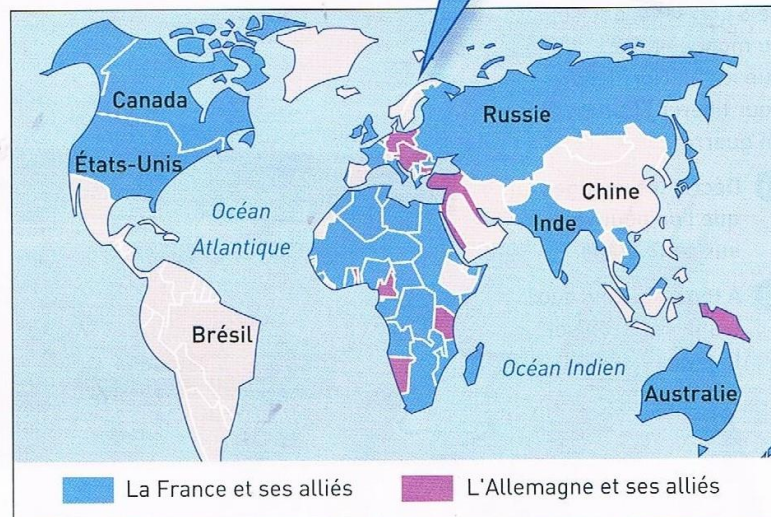 Canada
Russie
États-Unis
Chine
Océan
Atlantique
Inde
Brésil
Océan Indien
Australie
La France et ses alliés
L'Allemagne et ses alliés